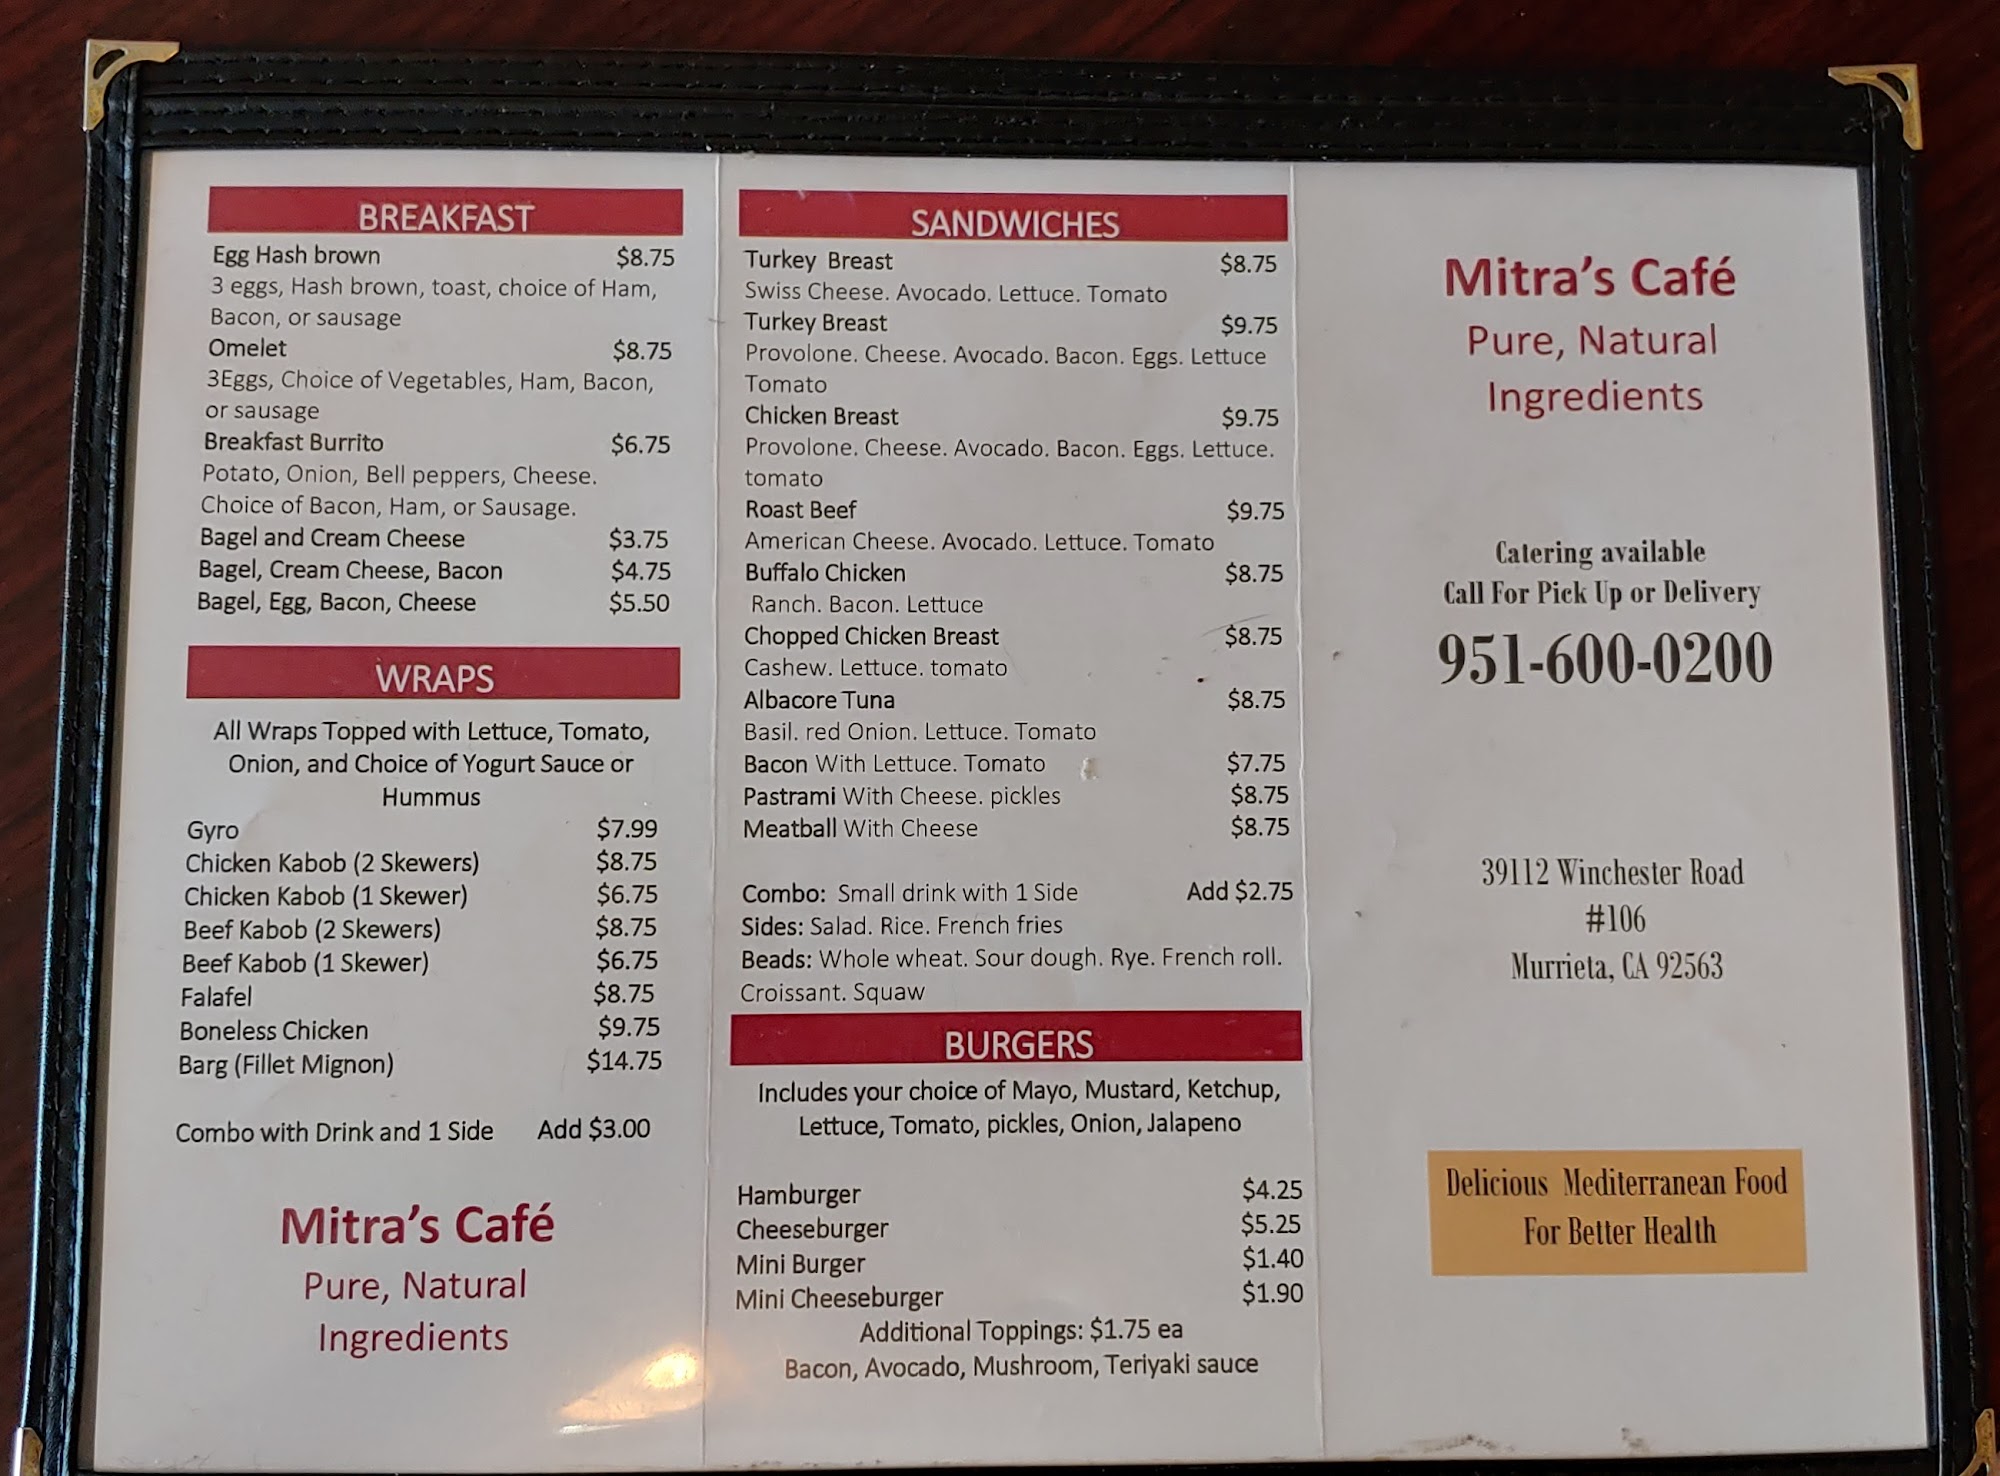 BREAKFAST
Egg Hash brown $8.75
3 eggs, Hash brown, toast, choice of Ham,
Bacon, or sausage
Omelet $8.75
3Eggs, Choice of Vegetables, Ham, Bacon,
or sausage
Breakfast Burrito $6.75
Potato, Onion, Bell peppers, Cheese.
Choice of Bacon, Ham, or Sausage.
Bagel and Cream Cheese $3.75
Bagel, Cream Cheese, Bacon $4.75
Bagel, Egg, Bacon, Cheese $5.50
WRAPS
All Wraps Topped with Lettuce, Tomato,
Onion, and Choice of Yogurt Sauce or
Hummus
Gyro $7.99
Chicken Kabob (2 Skewers) $8.75
Chicken Kabob (1 Skewer) $6.75
Beef Kabob (2 Skewers) $8.75
Beef Kabob (1 Skewer) $6.75
Falafel $8.75
Boneless Chicken $9.75
Barg (Fillet Mignon) $14.75
Combo with Drink and 1 Side Add $3.00
Mitra's Café
Pure, Natural
Ingredients
SANDWICHES
Turkey Breast $8.75
Swiss Cheese. Avocado. Lettuce. Tomato
Turkey Breast $9.75
Provolone. Cheese. Avocado. Bacon. Eggs. Lettuce
Tomato
Chicken Breast $9.75
Provolone. Cheese. Avocado. Bacon. Eggs. Lettuce.
tomato
Roast Beef $9.75
American Cheese. Avocado. Lettuce. Tomato
Buffalo Chicken $8.75
Ranch. Bacon. Lettuce
Chopped Chicken Breast $8.75
Cashew. Lettuce. tomato
Albacore Tuna $8.75
Basil. red Onion. Lettuce. Tomato
Bacon With Lettuce. Tomato $7.75
Pastrami With Cheese. pickles $8.75
Meatball With Cheese $8.75
Combo: Small drink with 1 Side Add $2.75
Sides: Salad. Rice. French fries
Beads: Whole wheat. Sour dough. Rye. French roll.
Croissant. Squaw
BURGERS
Includes your choice of Mayo, Mustard, Ketchup,
Lettuce, Tomato, pickles, Onion, Jalapeno
Hamburger $4.25
Cheeseburger $5.25
Mini Burger $1.40
Mini Cheeseburger $1.90
Additional Toppings: $1.75 ea
Bacon, Avocado, Mushroom, Teriyaki sauce
Mitra's Café
Pure, Natural
Ingredients
Catering available
Call For Pick Up or Delivery
951-600-0200
39112 Winchester Road
#106
Murrieta, CA 92563
Delicious Mediterranean Food
For Better Health